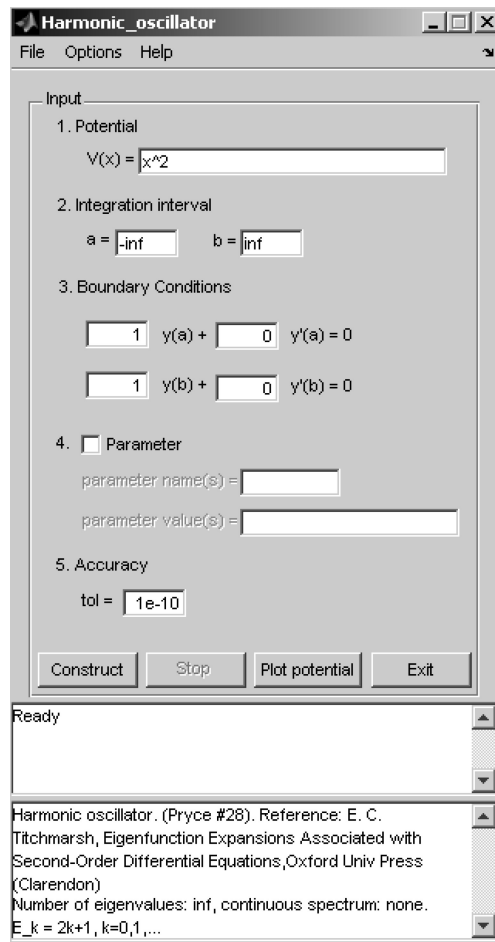 Harmonic_oscillator
File Options Help
Input
1. Potential
V(x) = x^2
2. Integration interval
a = -inf b = inf
3. Boundary Conditions
1 y(a) + 0 y'(a) = 0
1 y(b) + 0 y'(b) = 0
4. Parameter
parameter name(s) =
parameter value(s) =
5. Accuracy
tol = 1e-10
Construct Stop Plot potential Exit
Ready
Harmonic oscillator. (Pryce #28). Reference: E. C.
Titchmarsh, Eigenfunction Expansions Associated with
Second-Order Differential Equations,Oxford Univ Press
(Clarendon)
Number of eigenvalues: inf, continuous spectrum: none.
E_k = 2k+1, k=0,1,...